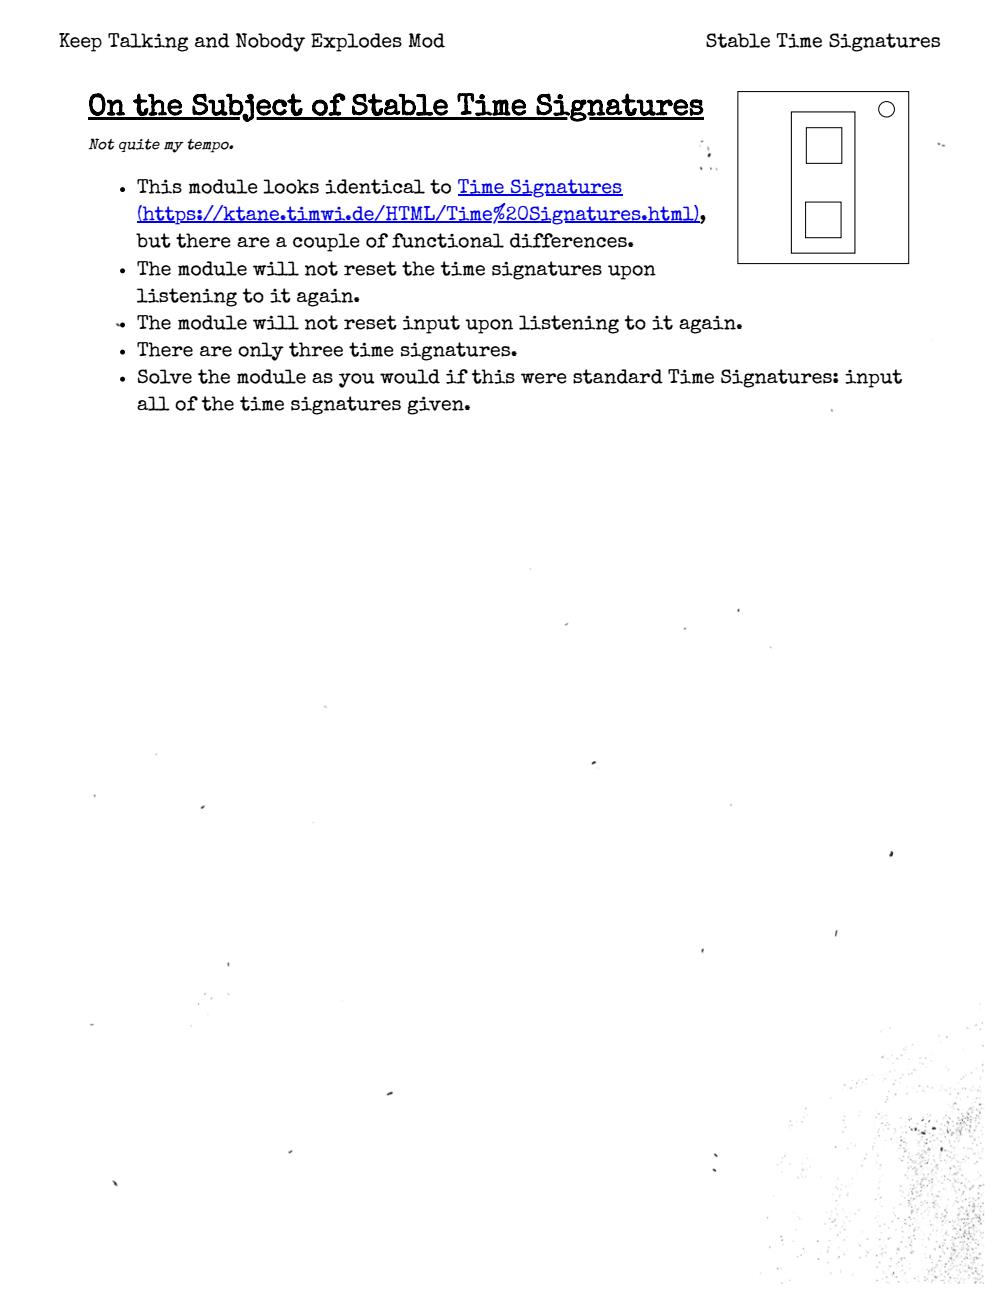 Keep Talking and Nobody Explodes Mod
Stable Time Signatures
On the Subject of Stable Time Signatures
Not quite my tempo.
• This module looks identical to Time Signatures
(https://ktane.timwi.de/HTML/Time%20Signatures.html),
but there are a couple of functional differences.
• The module will not reset the time signatures upon
listening to it again.
• The module will not reset input upon listening to it again.
• There are only three time signatures.
• Solve the module as you would if this were standard Time Signatures: input
all of the time signatures given.